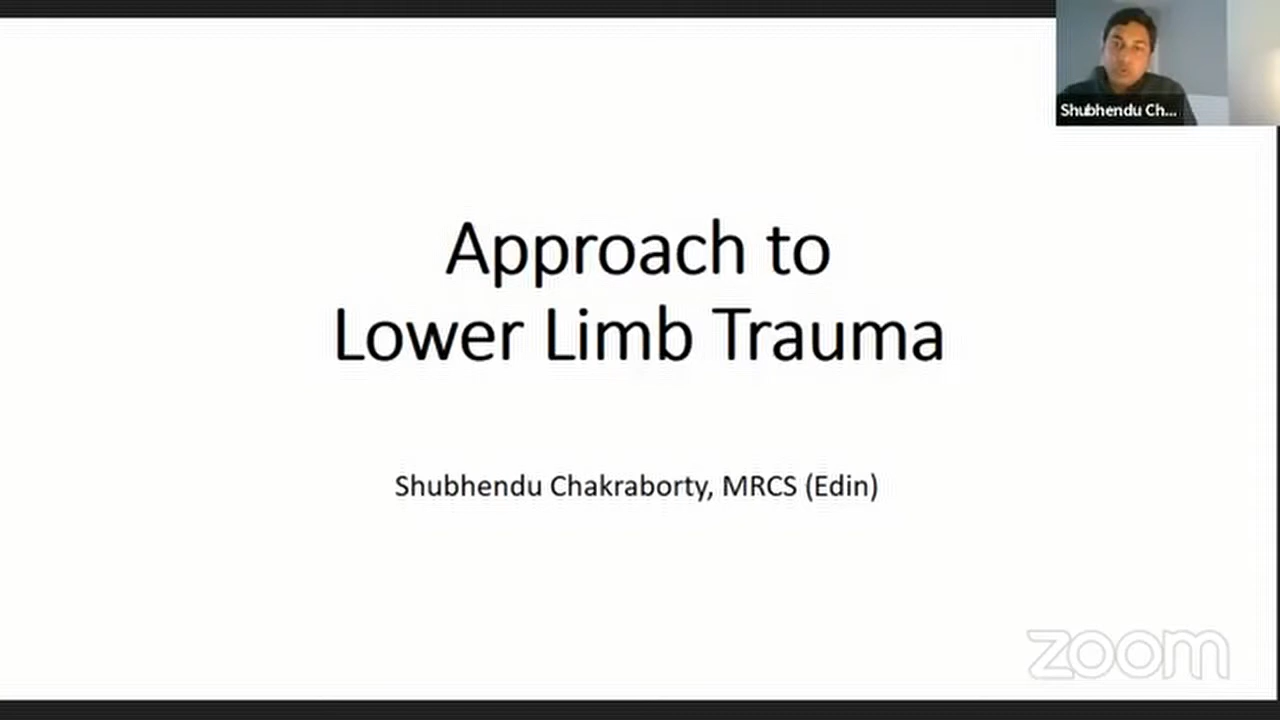 Shubhendu Ch...
Approach to
Lower Limb Trauma
Shubhendu Chakraborty, MRCS (Edin)
zoom